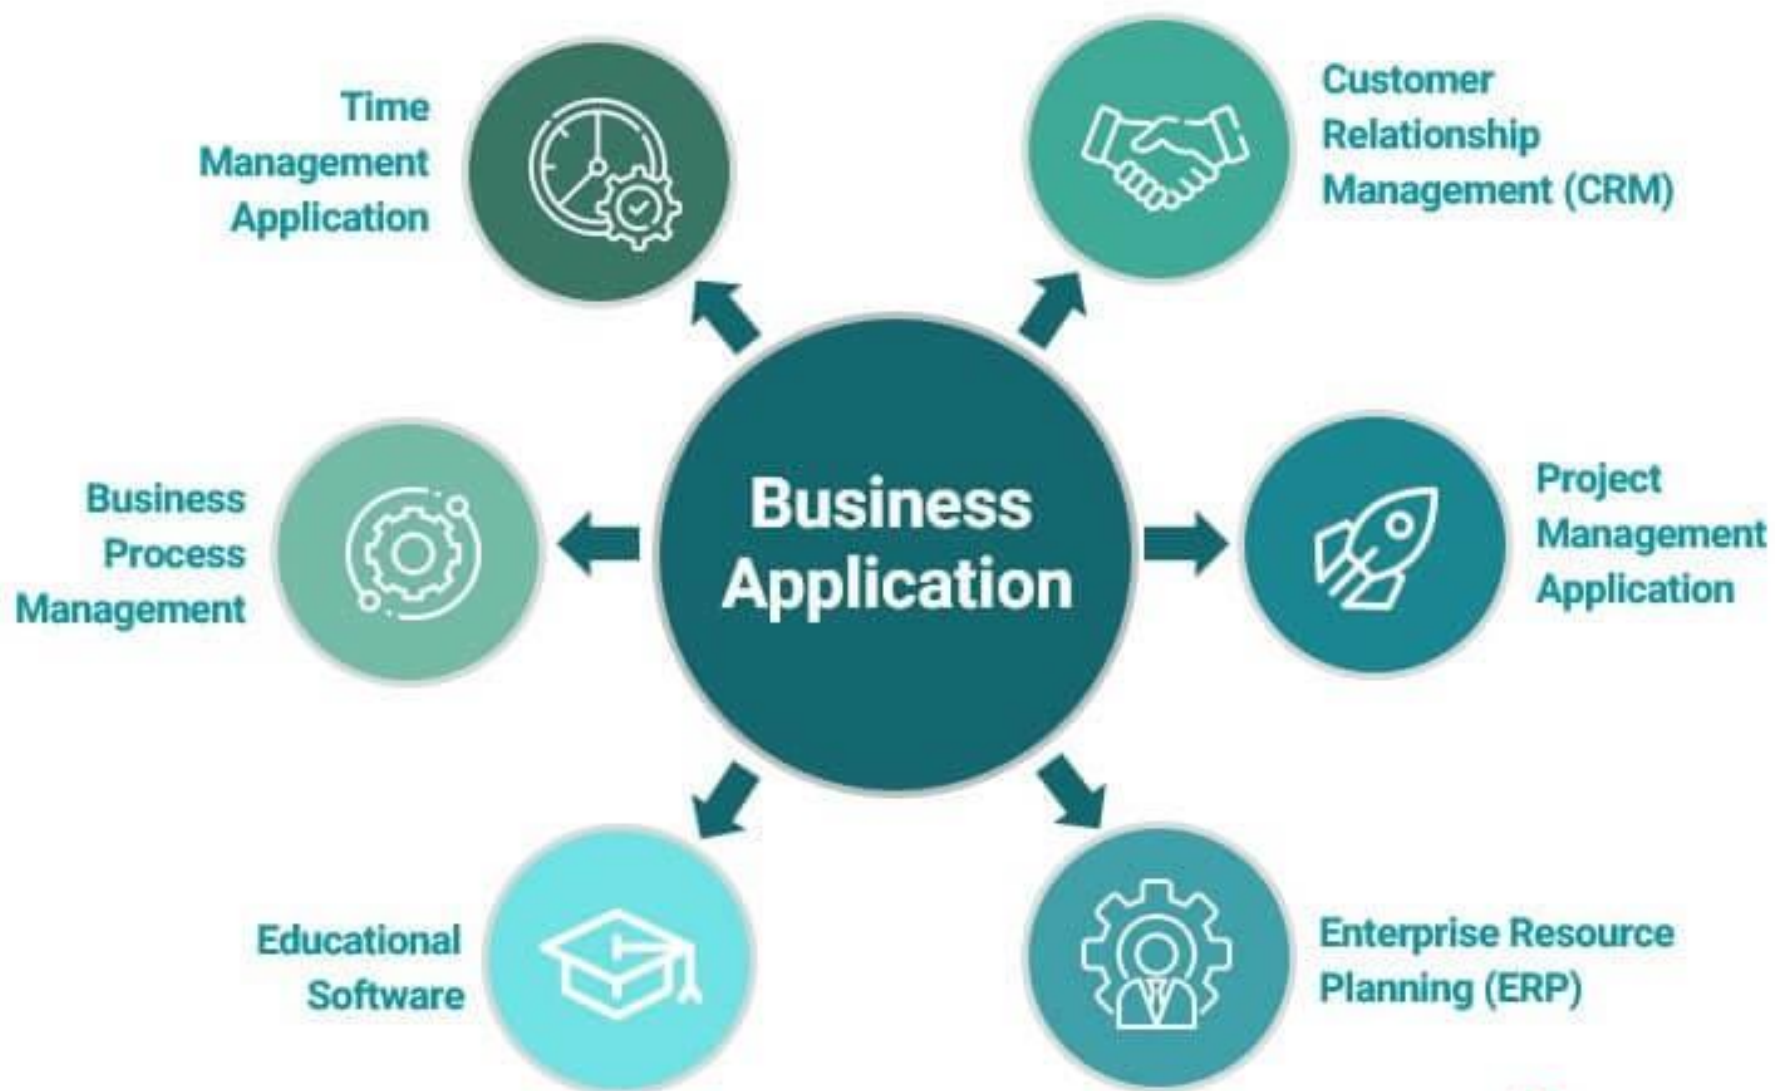 Time
Management
Application
Customer
Relationship
Management (CRM)
Business
Process
Management
Business
Application
Project
Management
Application
Educational
Software
Enterprise Resource
Planning (ERP)